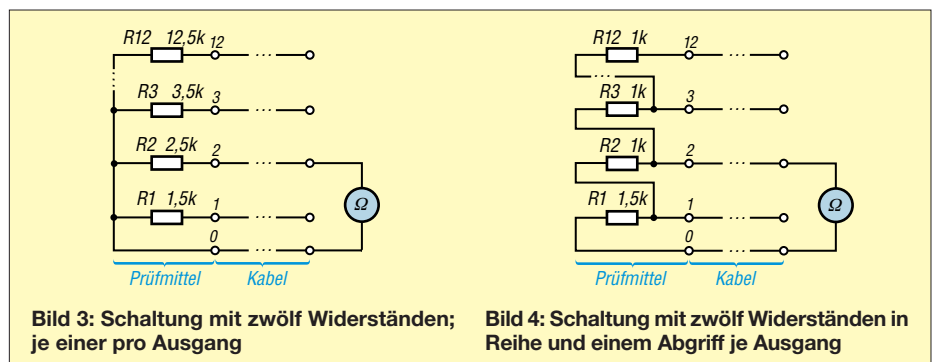 R12 12,5k 12
R3 3,5k 3
R2 2,5k 2
R1 1,5k 1
0
Ω
Prüfmittel Kabel
Bild 3: Schaltung mit zwölf Widerständen;
je einer pro Ausgang
R12 1k 12
R3 1k 3
R2 1k 2
R1 1,5k 1
0
Ω
Prüfmittel Kabel
Bild 4: Schaltung mit zwölf Widerständen in
Reihe und einem Abgriff je Ausgang